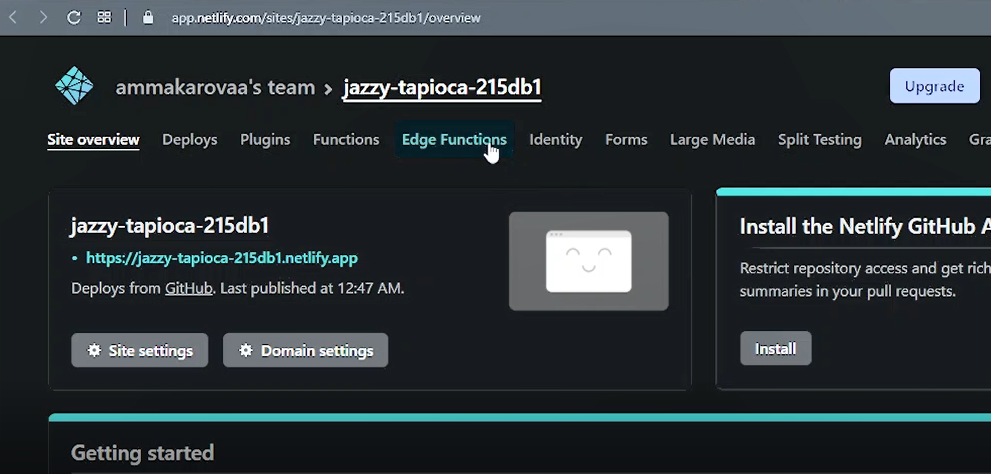 app.netlify.com/sites/jazzy-tapioca-215db1/overview
ammakarovaa's team › jazzy-tapioca-215db1
Upgrade
Site overview Deploys Plugins Functions Edge Functions Identity Forms Large Media Split Testing Analytics Gra
jazzy-tapioca-215db1
• https://jazzy-tapioca-215db1.netlify.app
Deploys from GitHub. Last published at 12:47 AM.
Site settings Domain settings
Install the Netlify GitHub A
Restrict repository access and get rich
summaries in your pull requests.
Install
Getting started